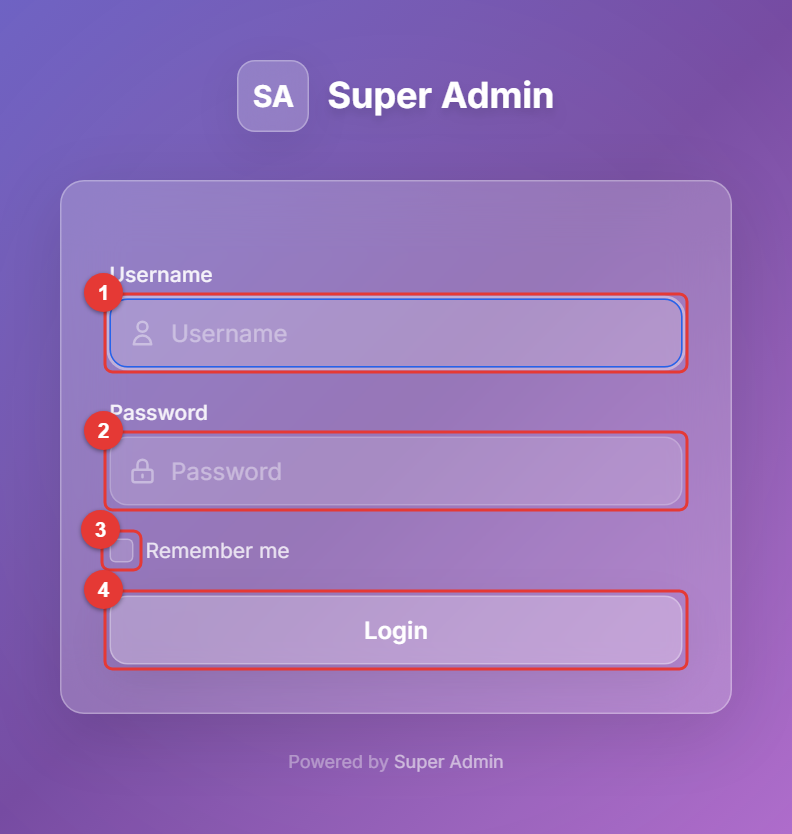 SA Super Admin
Username
1
Username
Password
2
Password
3
Remember me
4
Login
Powered by Super Admin